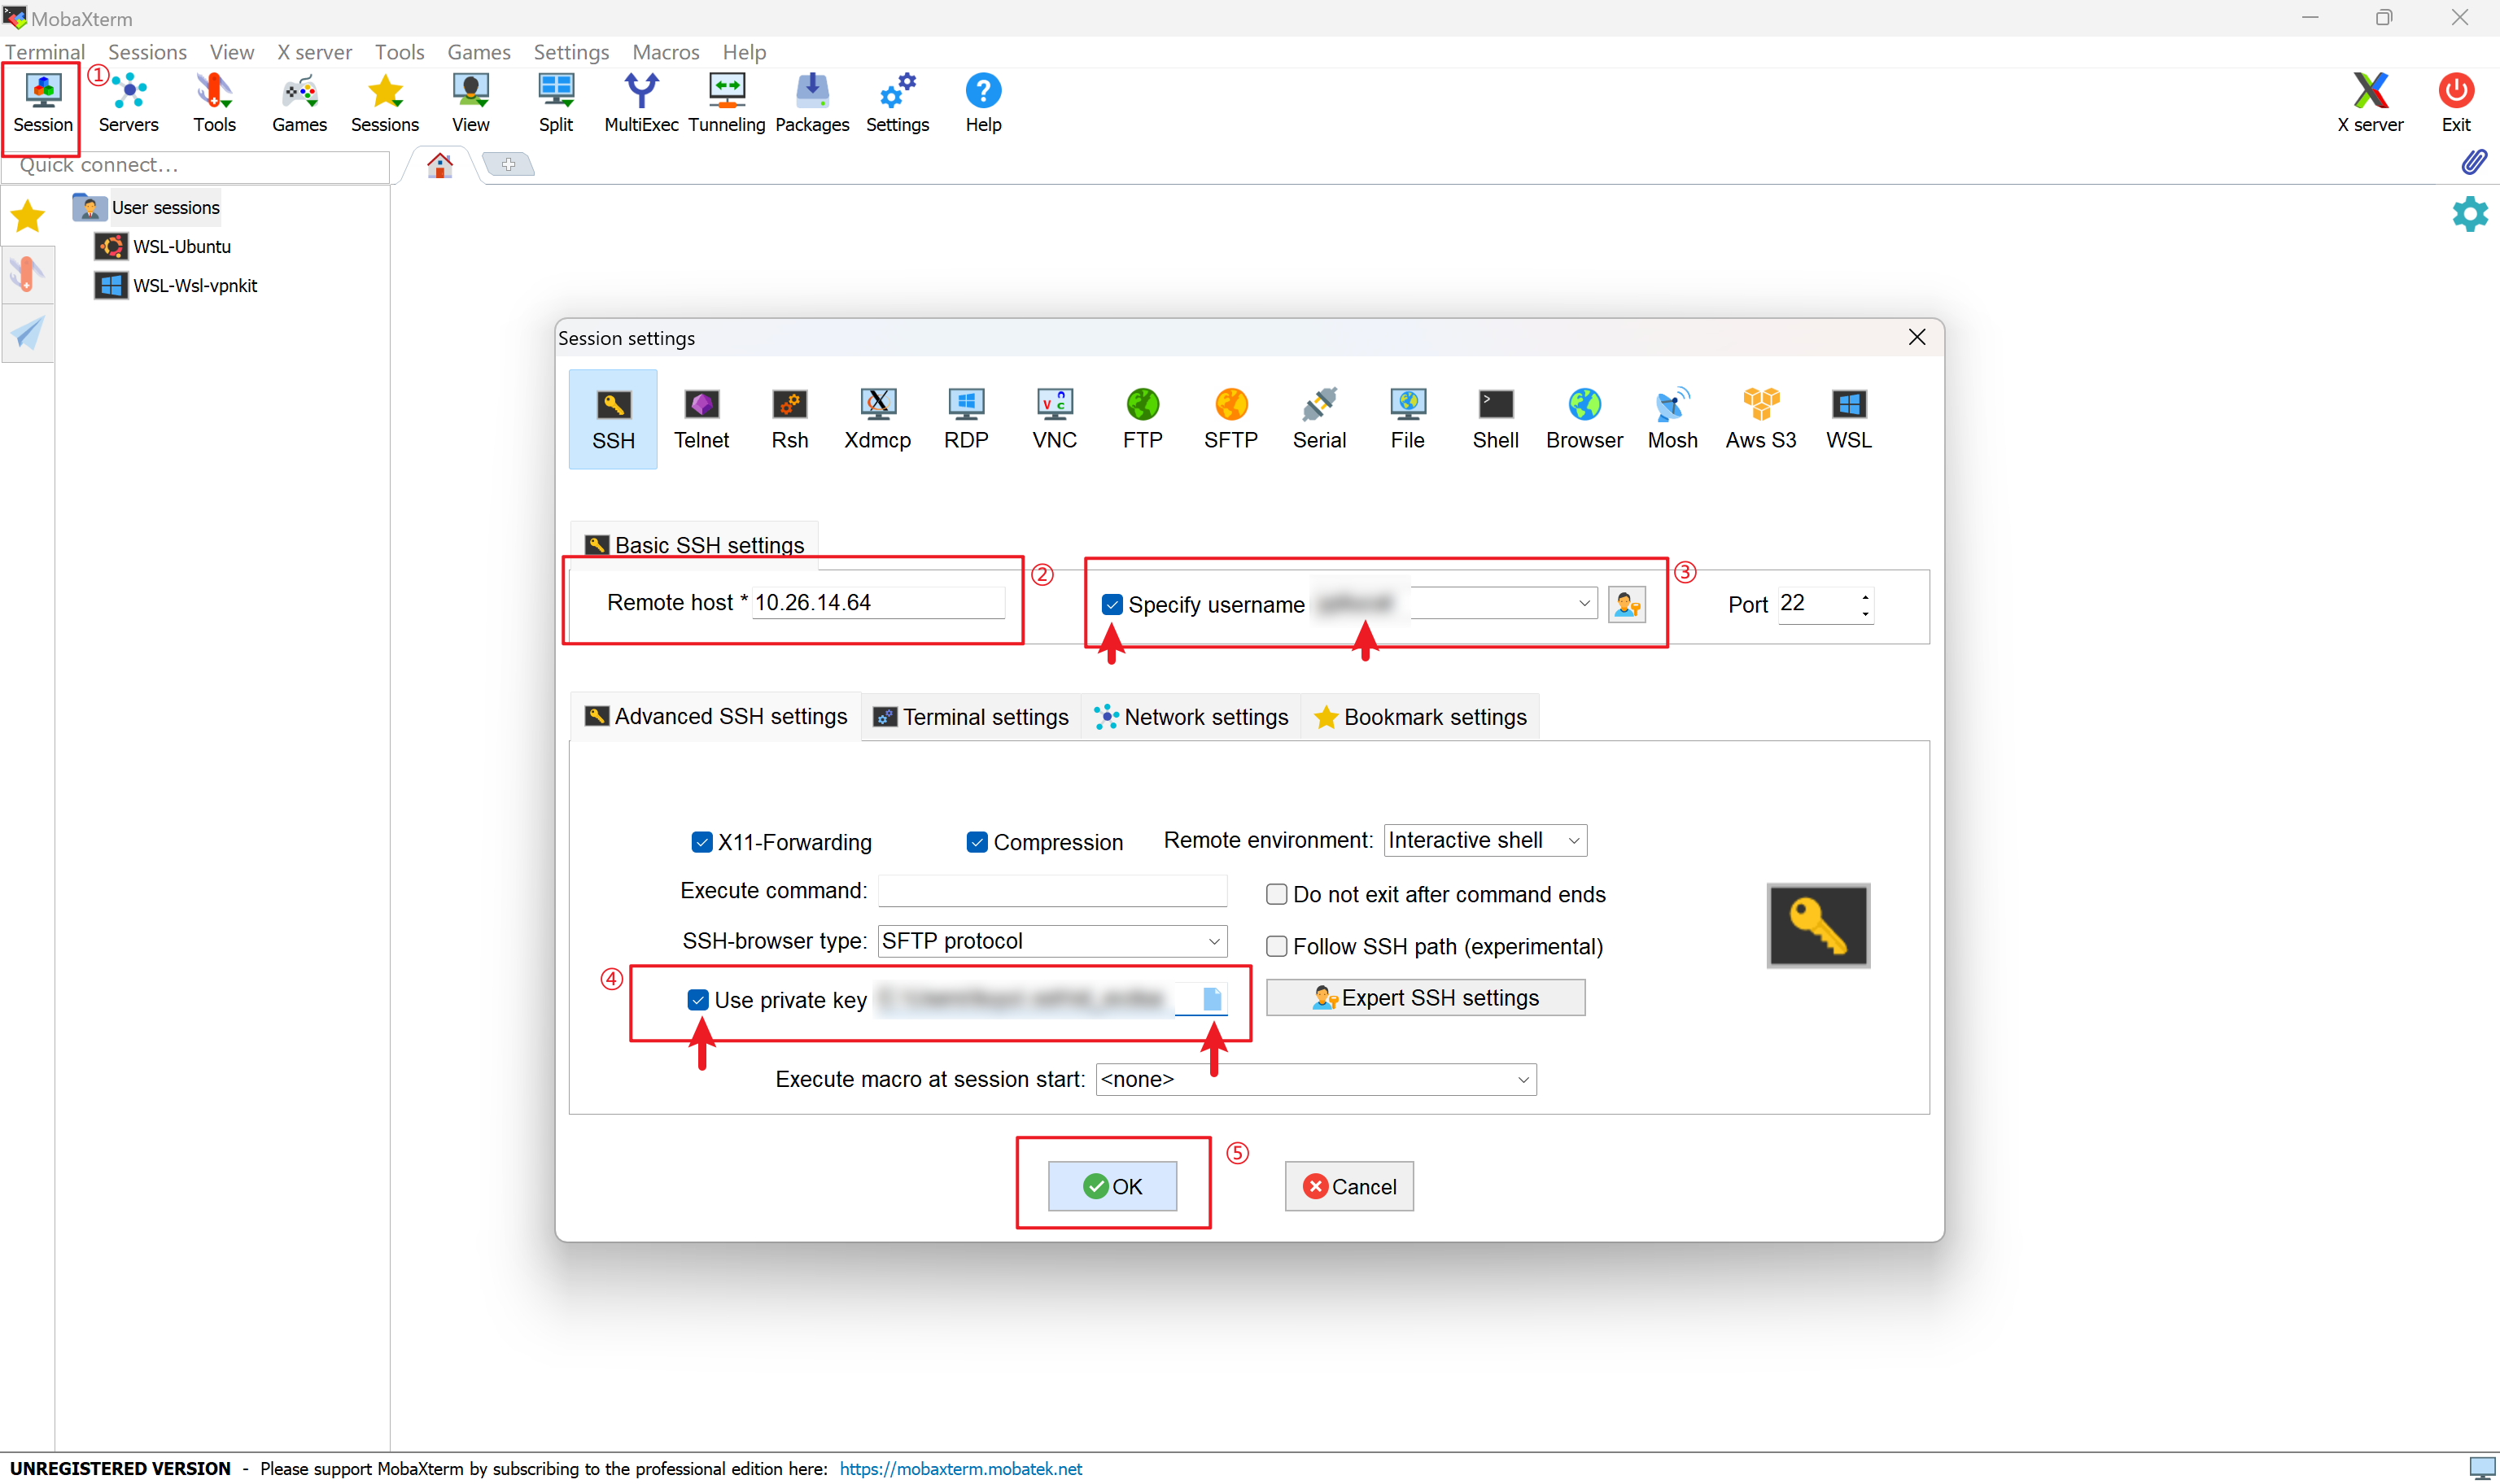 MobaXterm
Terminal Sessions View X server Tools Games Settings Macros Help
①
Session Servers Tools Games Sessions View Split MultiExec Tunneling Packages Settings Help X server Exit
Quick connect...
User sessions
WSL-Ubuntu
WSL-Wsl-vpnkit
Session settings
SSH Telnet Rsh Xdmcp RDP VNC FTP SFTP Serial File Shell Browser Mosh Aws S3 WSL
Basic SSH settings
② ③
Remote host * 10.26.14.64 Specify username Port 22
Advanced SSH settings Terminal settings Network settings Bookmark settings
X11-Forwarding Compression Remote environment: Interactive shell
Execute command: Do not exit after command ends
SSH-browser type: SFTP protocol Follow SSH path (experimental)
④
Use private key Expert SSH settings
Execute macro at session start: <none>
⑤
OK Cancel
UNREGISTERED VERSION - Please support MobaXterm by subscribing to the professional edition here: https://mobaxterm.mobatek.net